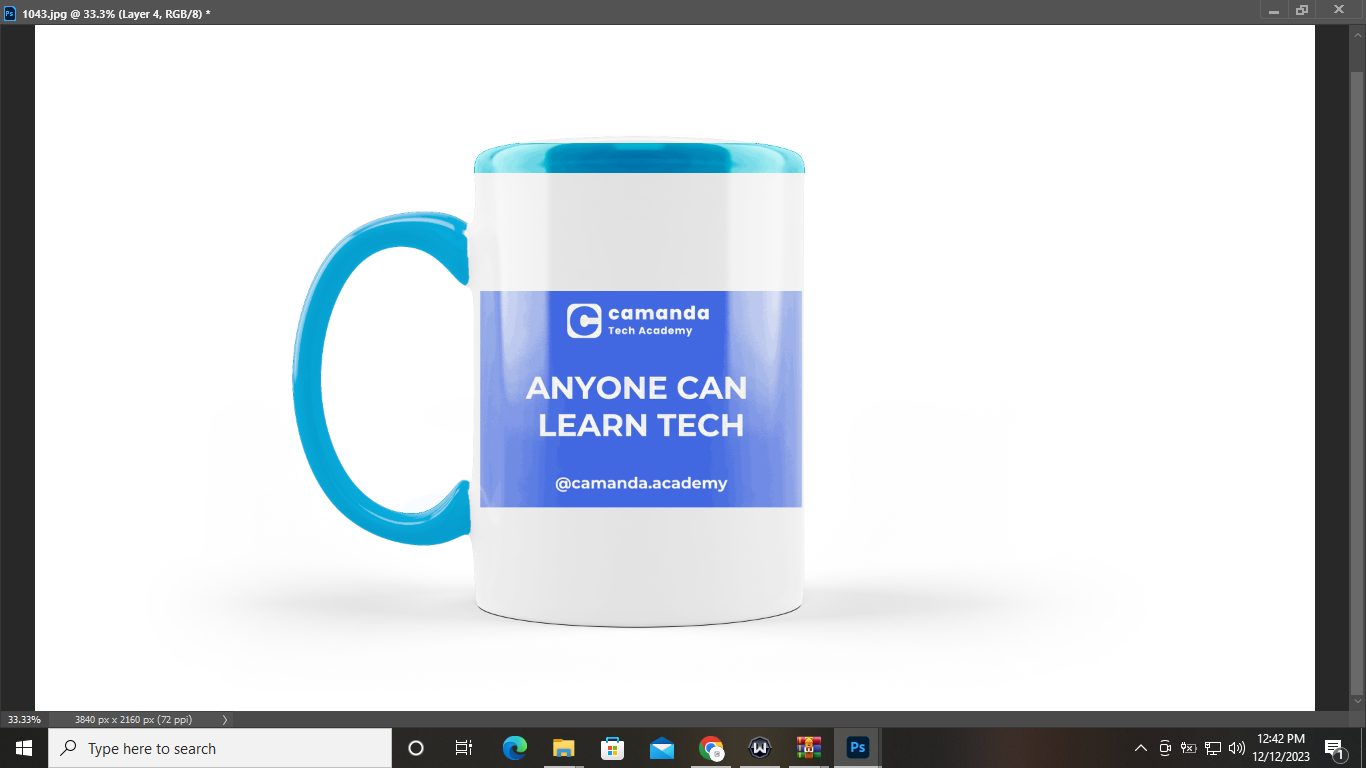 1043.jpg @ 33.3% (Layer 4, RGB/8) *
camanda
Tech Academy
ANYONE CAN
LEARN TECH
@camanda.academy
33.33%
3840 px x 2160 px (72 ppi)
Type here to search
Ps
12:42 PM
12/12/2023
1